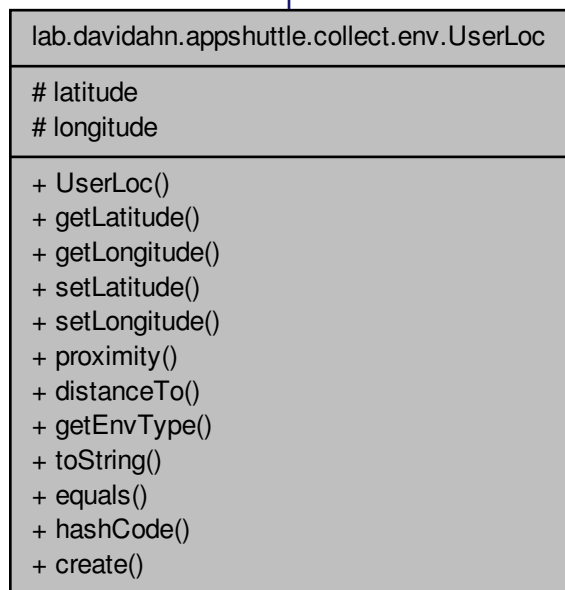 lab.davidahn.appshuttle.collect.env.UserLoc
# latitude
# longitude
+ UserLoc()
+ getLatitude()
+ getLongitude()
+ setLatitude()
+ setLongitude()
+ proximity()
+ distanceTo()
+ getEnvType()
+ toString()
+ equals()
+ hashCode()
+ create()